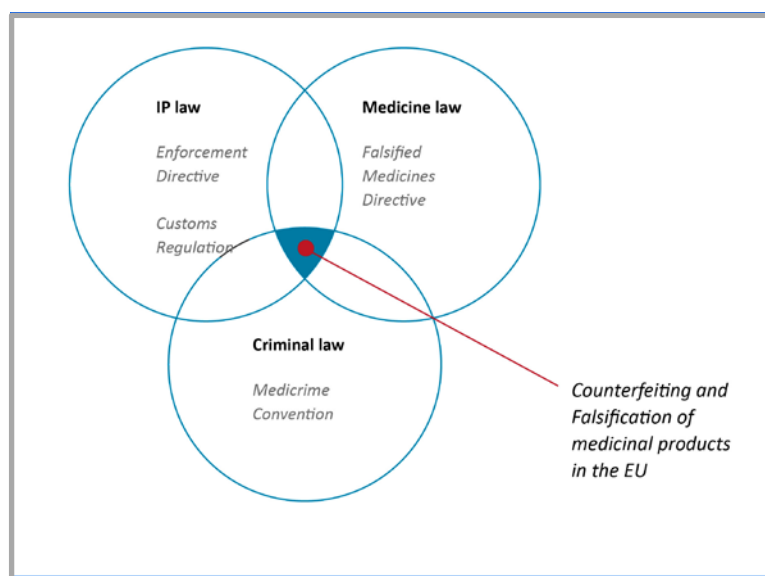 IP law
Enforcement
Directive
Customs
Regulation
Medicine law
Falsified
Medicines
Directive
Criminal law
Medicrime
Convention
Counterfeiting and
Falsification of
medicinal products
in the EU